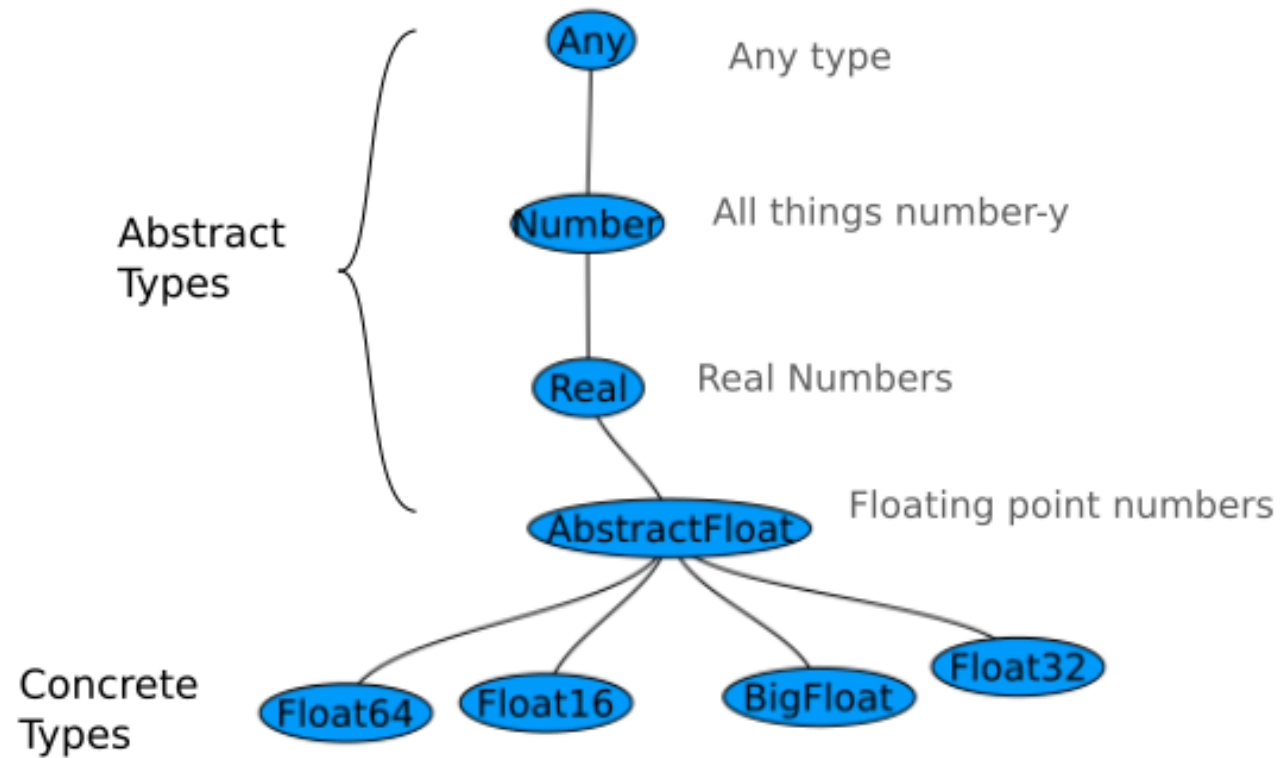 Any
Any type
Number
All things number-y
Abstract
Types
Real
Real Numbers
AbstractFloat
Floating point numbers
Concrete
Types
Float64
Float16
BigFloat
Float32